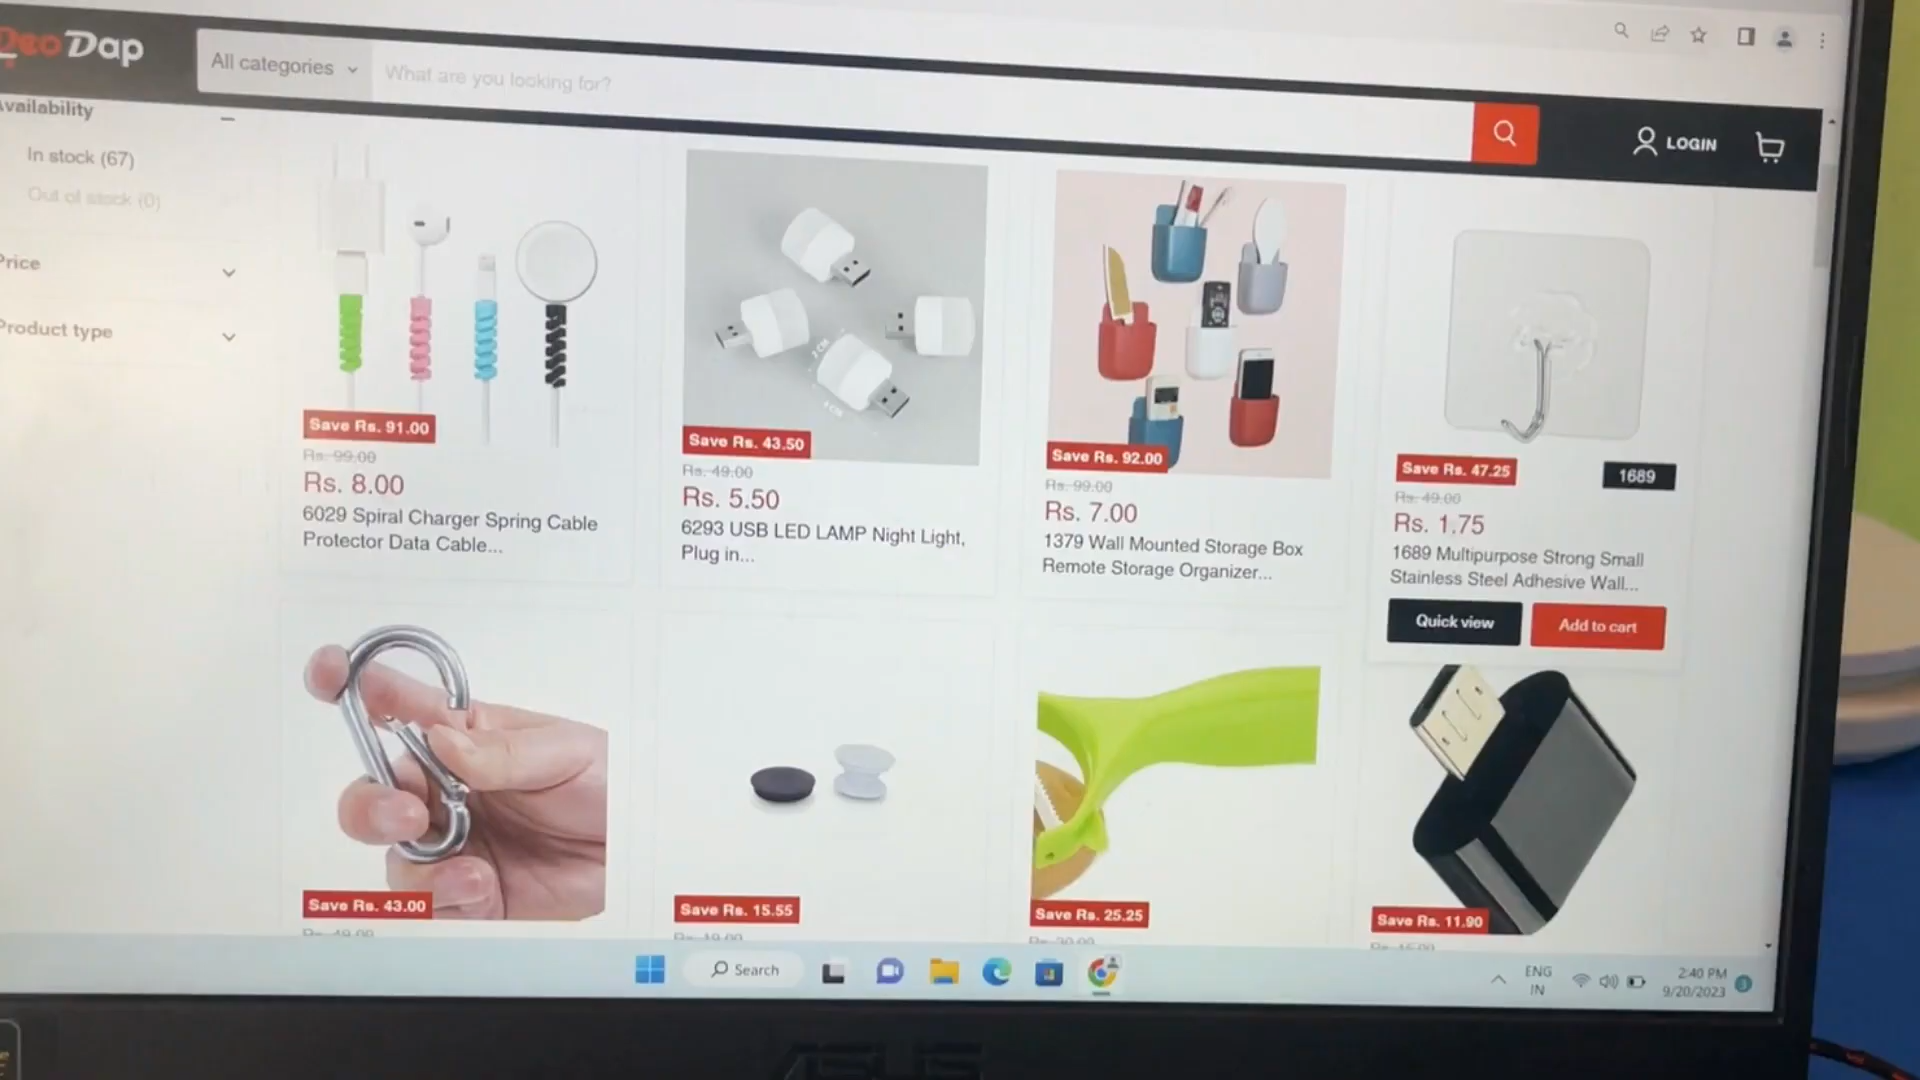 DeoDap
All categories
What are you looking for?
LOGIN
Availability
In stock (67)
Out of stock (0)
Price
Product type
Save Rs. 91.00
Rs. 99.00
Rs. 8.00
6029 Spiral Charger Spring Cable
Protector Data Cable...
2 CM
4 CM
Save Rs. 43.50
Rs. 49.00
Rs. 5.50
6293 USB LED LAMP Night Light,
Plug in...
Save Rs. 92.00
Rs. 99.00
Rs. 7.00
1379 Wall Mounted Storage Box
Remote Storage Organizer...
Save Rs. 47.25
1689
Rs. 49.00
Rs. 1.75
1689 Multipurpose Strong Small
Stainless Steel Adhesive Wall...
Quick view
Add to cart
Save Rs. 43.00
Save Rs. 15.55
Save Rs. 25.25
Save Rs. 11.90
Search
ENG
IN
2:40 PM
9/20/2023
3
ASUS